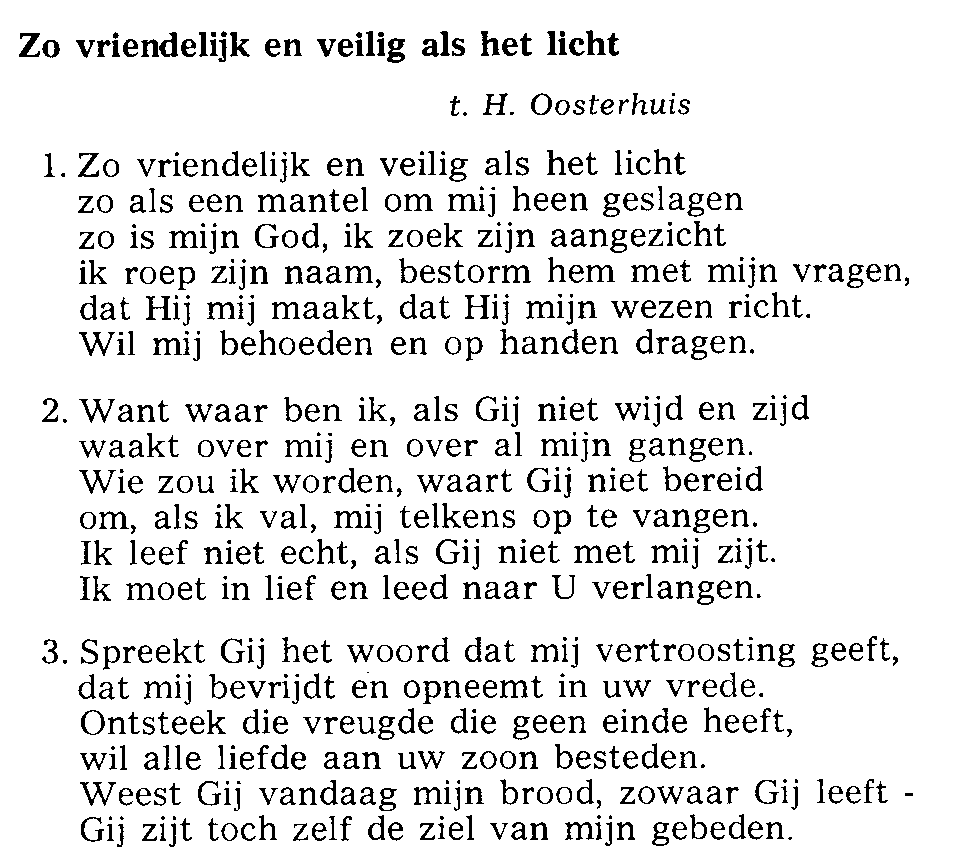 Zo vriendelijk en veilig als het licht
t. H. Oosterhuis
1. Zo vriendelijk en veilig als het licht
zo als een mantel om mij heen geslagen
zo is mijn God, ik zoek zijn aangezicht
ik roep zijn naam, bestorm hem met mijn vragen,
dat Hij mij maakt, dat Hij mijn wezen richt.
Wil mij behoeden en op handen dragen.
2. Want waar ben ik, als Gij niet wijd en zijd
waakt over mij en over al mijn gangen.
Wie zou ik worden, waart Gij niet bereid
om, als ik val, mij telkens op te vangen.
Ik leef niet echt, als Gij niet met mij zijt.
Ik moet in lief en leed naar U verlangen.
3. Spreekt Gij het woord dat mij vertroosting geeft,
dat mij bevrijdt en opneemt in uw vrede.
Ontsteek die vreugde die geen einde heeft,
wil alle liefde aan uw zoon besteden.
Weest Gij vandaag mijn brood, zowaar Gij leeft -
Gij zijt toch zelf de ziel van mijn gebeden.